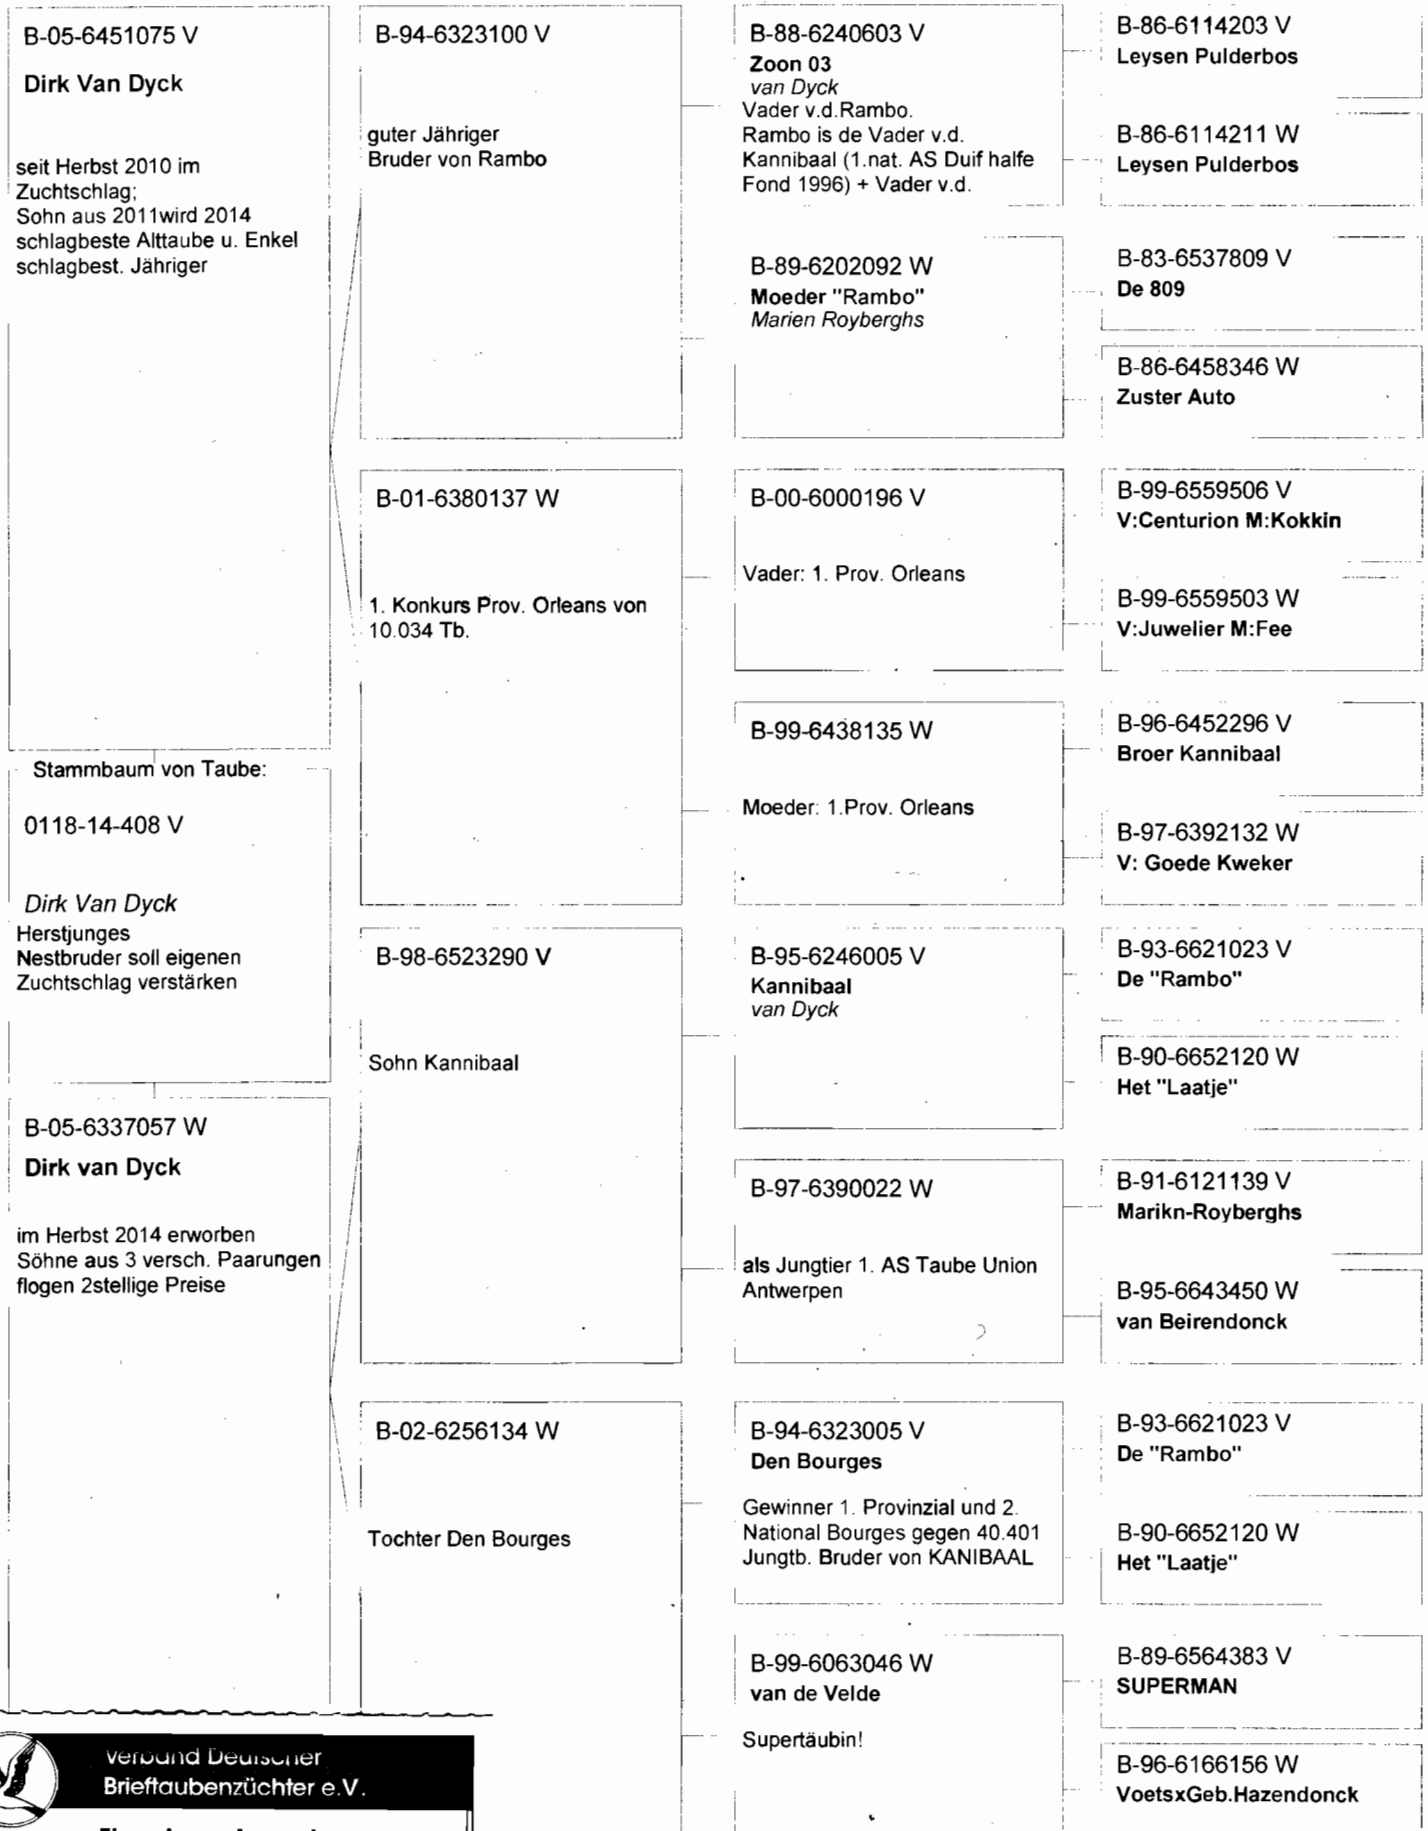 B-05-6451075 V
Dirk Van Dyck
seit Herbst 2010 im
Zuchtschlag;
Sohn aus 2011wird 2014
schlagbeste Alttaube u. Enkel
schlagbest. Jähriger
Stammbaum von Taube:
0118-14-408 V
Dirk Van Dyck
Herstjunges
Nestbruder soll eigenen
Zuchtschlag verstärken
B-05-6337057 W
Dirk van Dyck
im Herbst 2014 erworben
Söhne aus 3 versch. Paarungen
flogen 2stellige Preise
B-94-6323100 V
guter Jähriger
Bruder von Rambo
B-01-6380137 W
1. Konkurs Prov. Orleans von
10.034 Tb.
B-98-6523290 V
Sohn Kannibaal
B-02-6256134 W
Tochter Den Bourges
B-88-6240603 V
Zoon 03
van Dyck
Vader v.d.Rambo.
Rambo is de Vader v.d.
Kannibaal (1.nat. AS Duif halfe
Fond 1996) + Vader v.d.
B-89-6202092 W
Moeder "Rambo"
Marien Royberghs
B-00-6000196 V
Vader: 1. Prov. Orleans
B-99-6438135 W
Moeder: 1.Prov. Orleans
B-95-6246005 V
Kannibaal
van Dyck
B-97-6390022 W
als Jungtier 1. AS Taube Union
Antwerpen
B-94-6323005 V
Den Bourges
Gewinner 1. Provinzial und 2.
National Bourges gegen 40.401
Jungtb. Bruder von KANIBAAL
B-99-6063046 W
van de Velde
Supertäubin!
B-86-6114203 V
Leysen Pulderbos
B-86-6114211 W
Leysen Pulderbos
B-83-6537809 V
De 809
B-86-6458346 W
Zuster Auto
B-99-6559506 V
V:Centurion M:Kokkin
B-99-6559503 W
V:Juwelier M:Fee
B-96-6452296 V
Broer Kannibaal
B-97-6392132 W
V: Goede Kweker
B-93-6621023 V
De "Rambo"
B-90-6652120 W
Het "Laatje"
B-91-6121139 V
Marikn-Royberghs
B-95-6643450 W
van Beirendonck
B-93-6621023 V
De "Rambo"
B-90-6652120 W
Het "Laatje"
B-89-6564383 V
SUPERMAN
B-96-6166156 W
VoetsxGeb.Hazendonck
Verband Deutscher
Brieftaubenzüchter e.V.